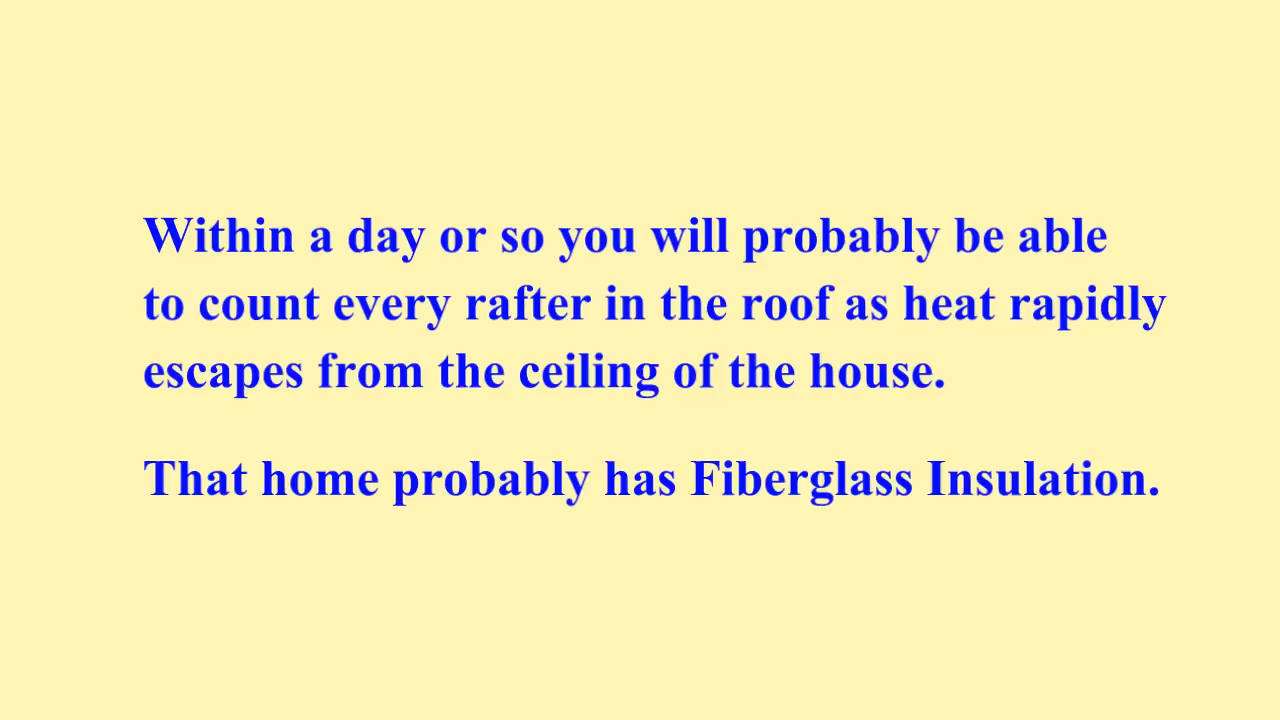 Within a day or so you will probably be able
to count every rafter in the roof as heat rapidly
escapes from the ceiling of the house.
That home probably has Fiberglass Insulation.